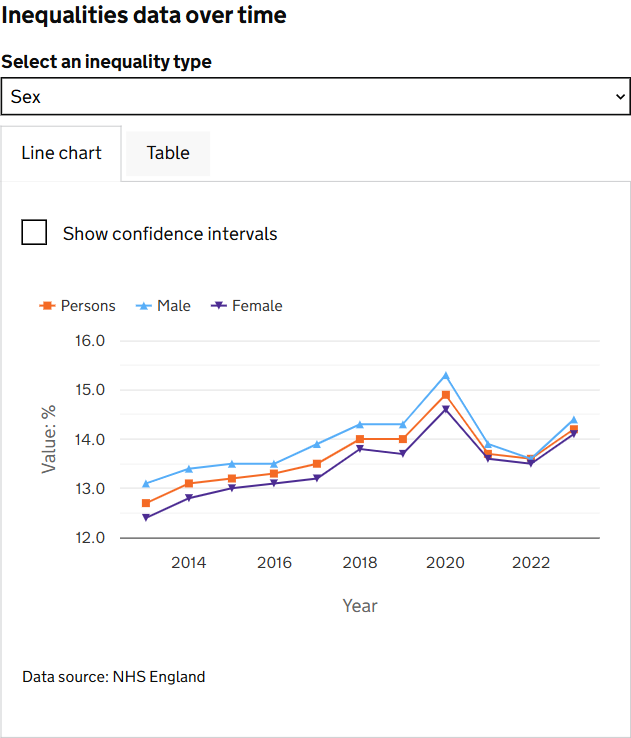 Inequalities data over time
Select an inequality type
Sex
Line chart
Table
Show confidence intervals
Persons
Male
Female
16.0
15.0
14.0
13.0
12.0
Value: %
2014
2016
2018
2020
2022
Year
Data source: NHS England